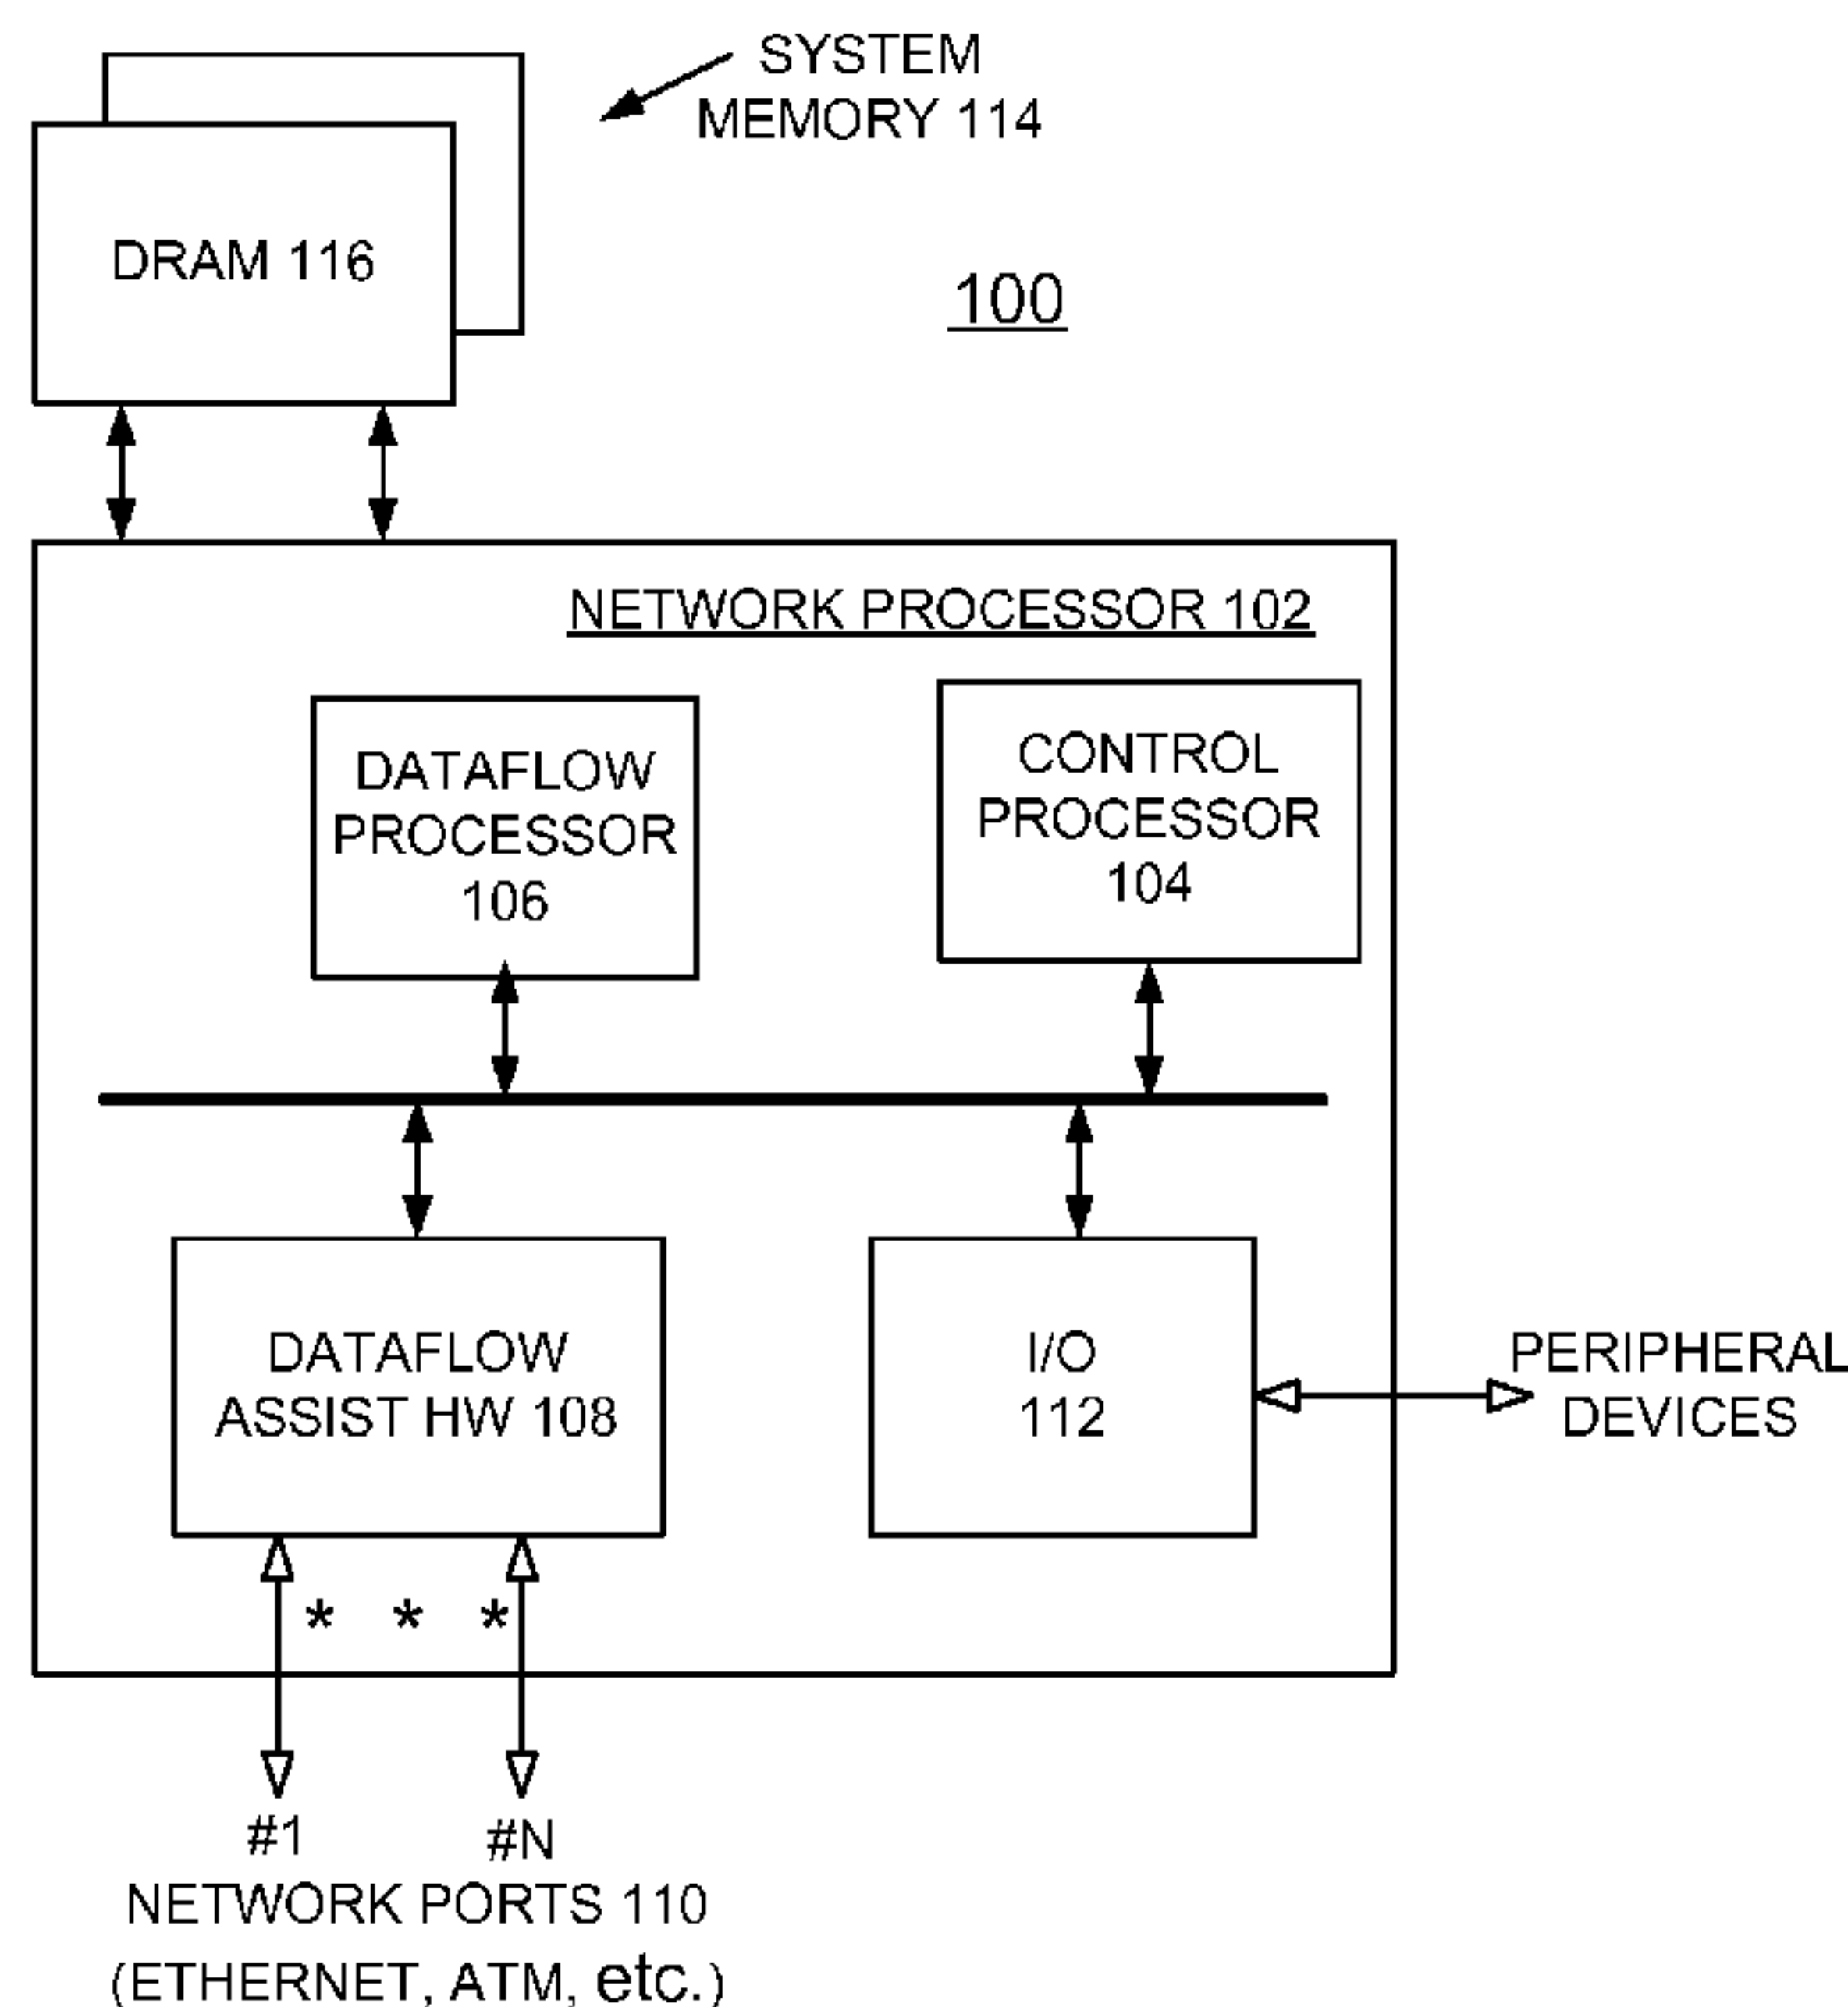 SYSTEM
MEMORY 114
DRAM 116
100
NETWORK PROCESSOR 102
DATAFLOW
PROCESSOR
106
CONTROL
PROCESSOR
104
DATAFLOW
ASSIST HW 108
I/O
112
PERIPHERAL
DEVICES
* * *
#1 #N
NETWORK PORTS 110
(ETHERNET, ATM, etc.)